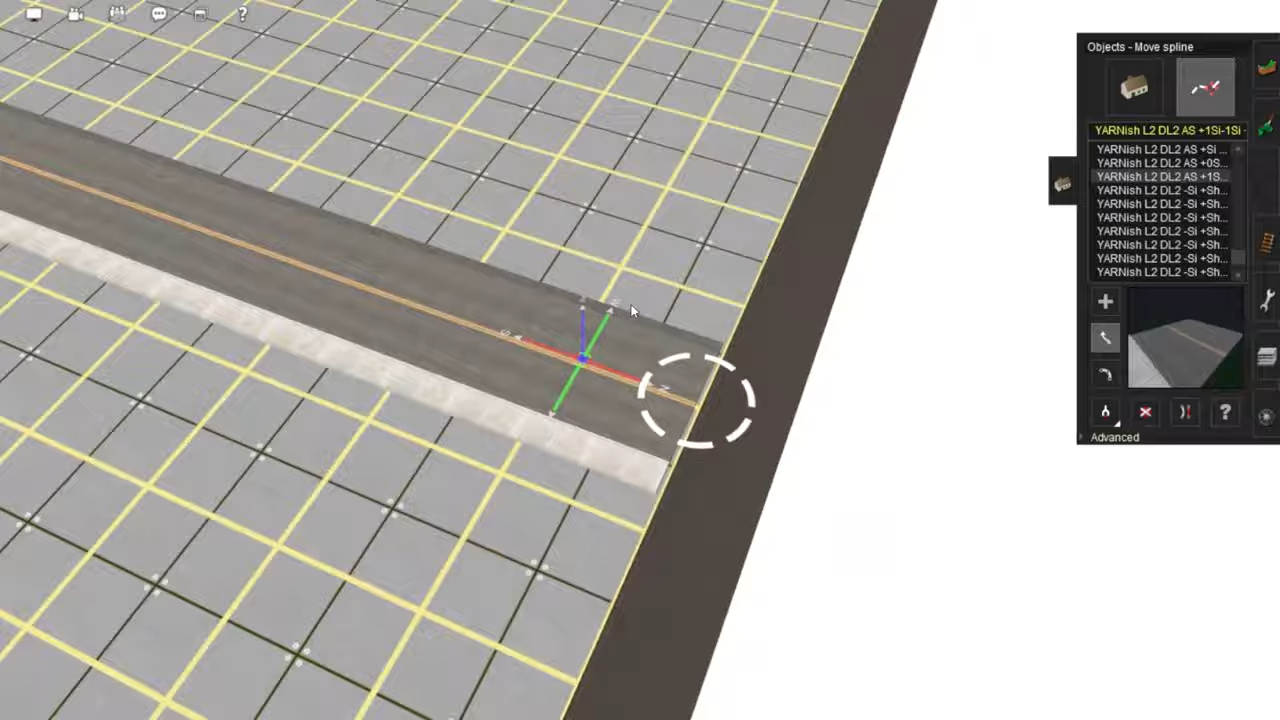 ?
Objects - Move spline
YARNish L2 DL2 AS +1Si-1Si -
YARNish L2 DL2 AS +Si ...
YARNish L2 DL2 AS +0S...
YARNish L2 DL2 AS +1S...
YARNish L2 DL2 -Si +Sh...
YARNish L2 DL2 -Si +Sh...
YARNish L2 DL2 -Si +Sh...
YARNish L2 DL2 -Si +Sh...
YARNish L2 DL2 -Si +Sh...
YARNish L2 DL2 -Si +Sh...
YARNish L2 DL2 -Si +Sh...
?
Advanced